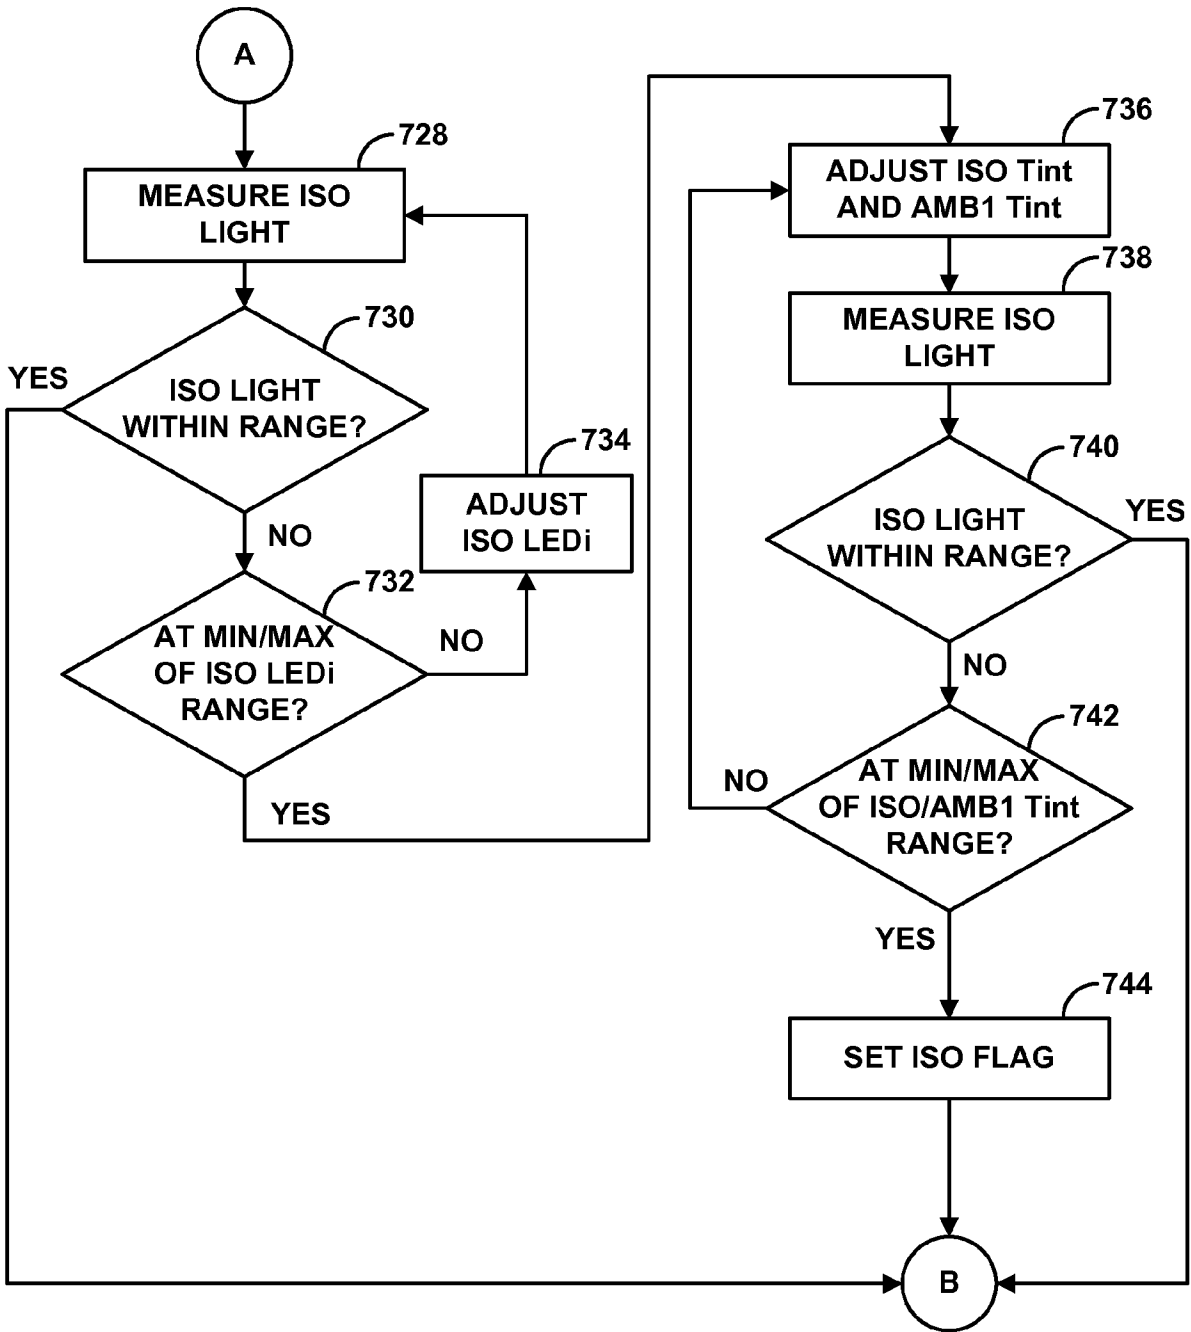 A
728
MEASURE ISO
LIGHT
730
YES
ISO LIGHT
WITHIN RANGE?
NO
734
ADJUST
ISO LEDi
732
AT MIN/MAX
OF ISO LEDi
RANGE?
NO
YES
736
ADJUST ISO Tint
AND AMB1 Tint
738
MEASURE ISO
LIGHT
740
YES
ISO LIGHT
WITHIN RANGE?
NO
742
AT MIN/MAX
OF ISO/AMB1 Tint
RANGE?
NO
YES
744
SET ISO FLAG
B